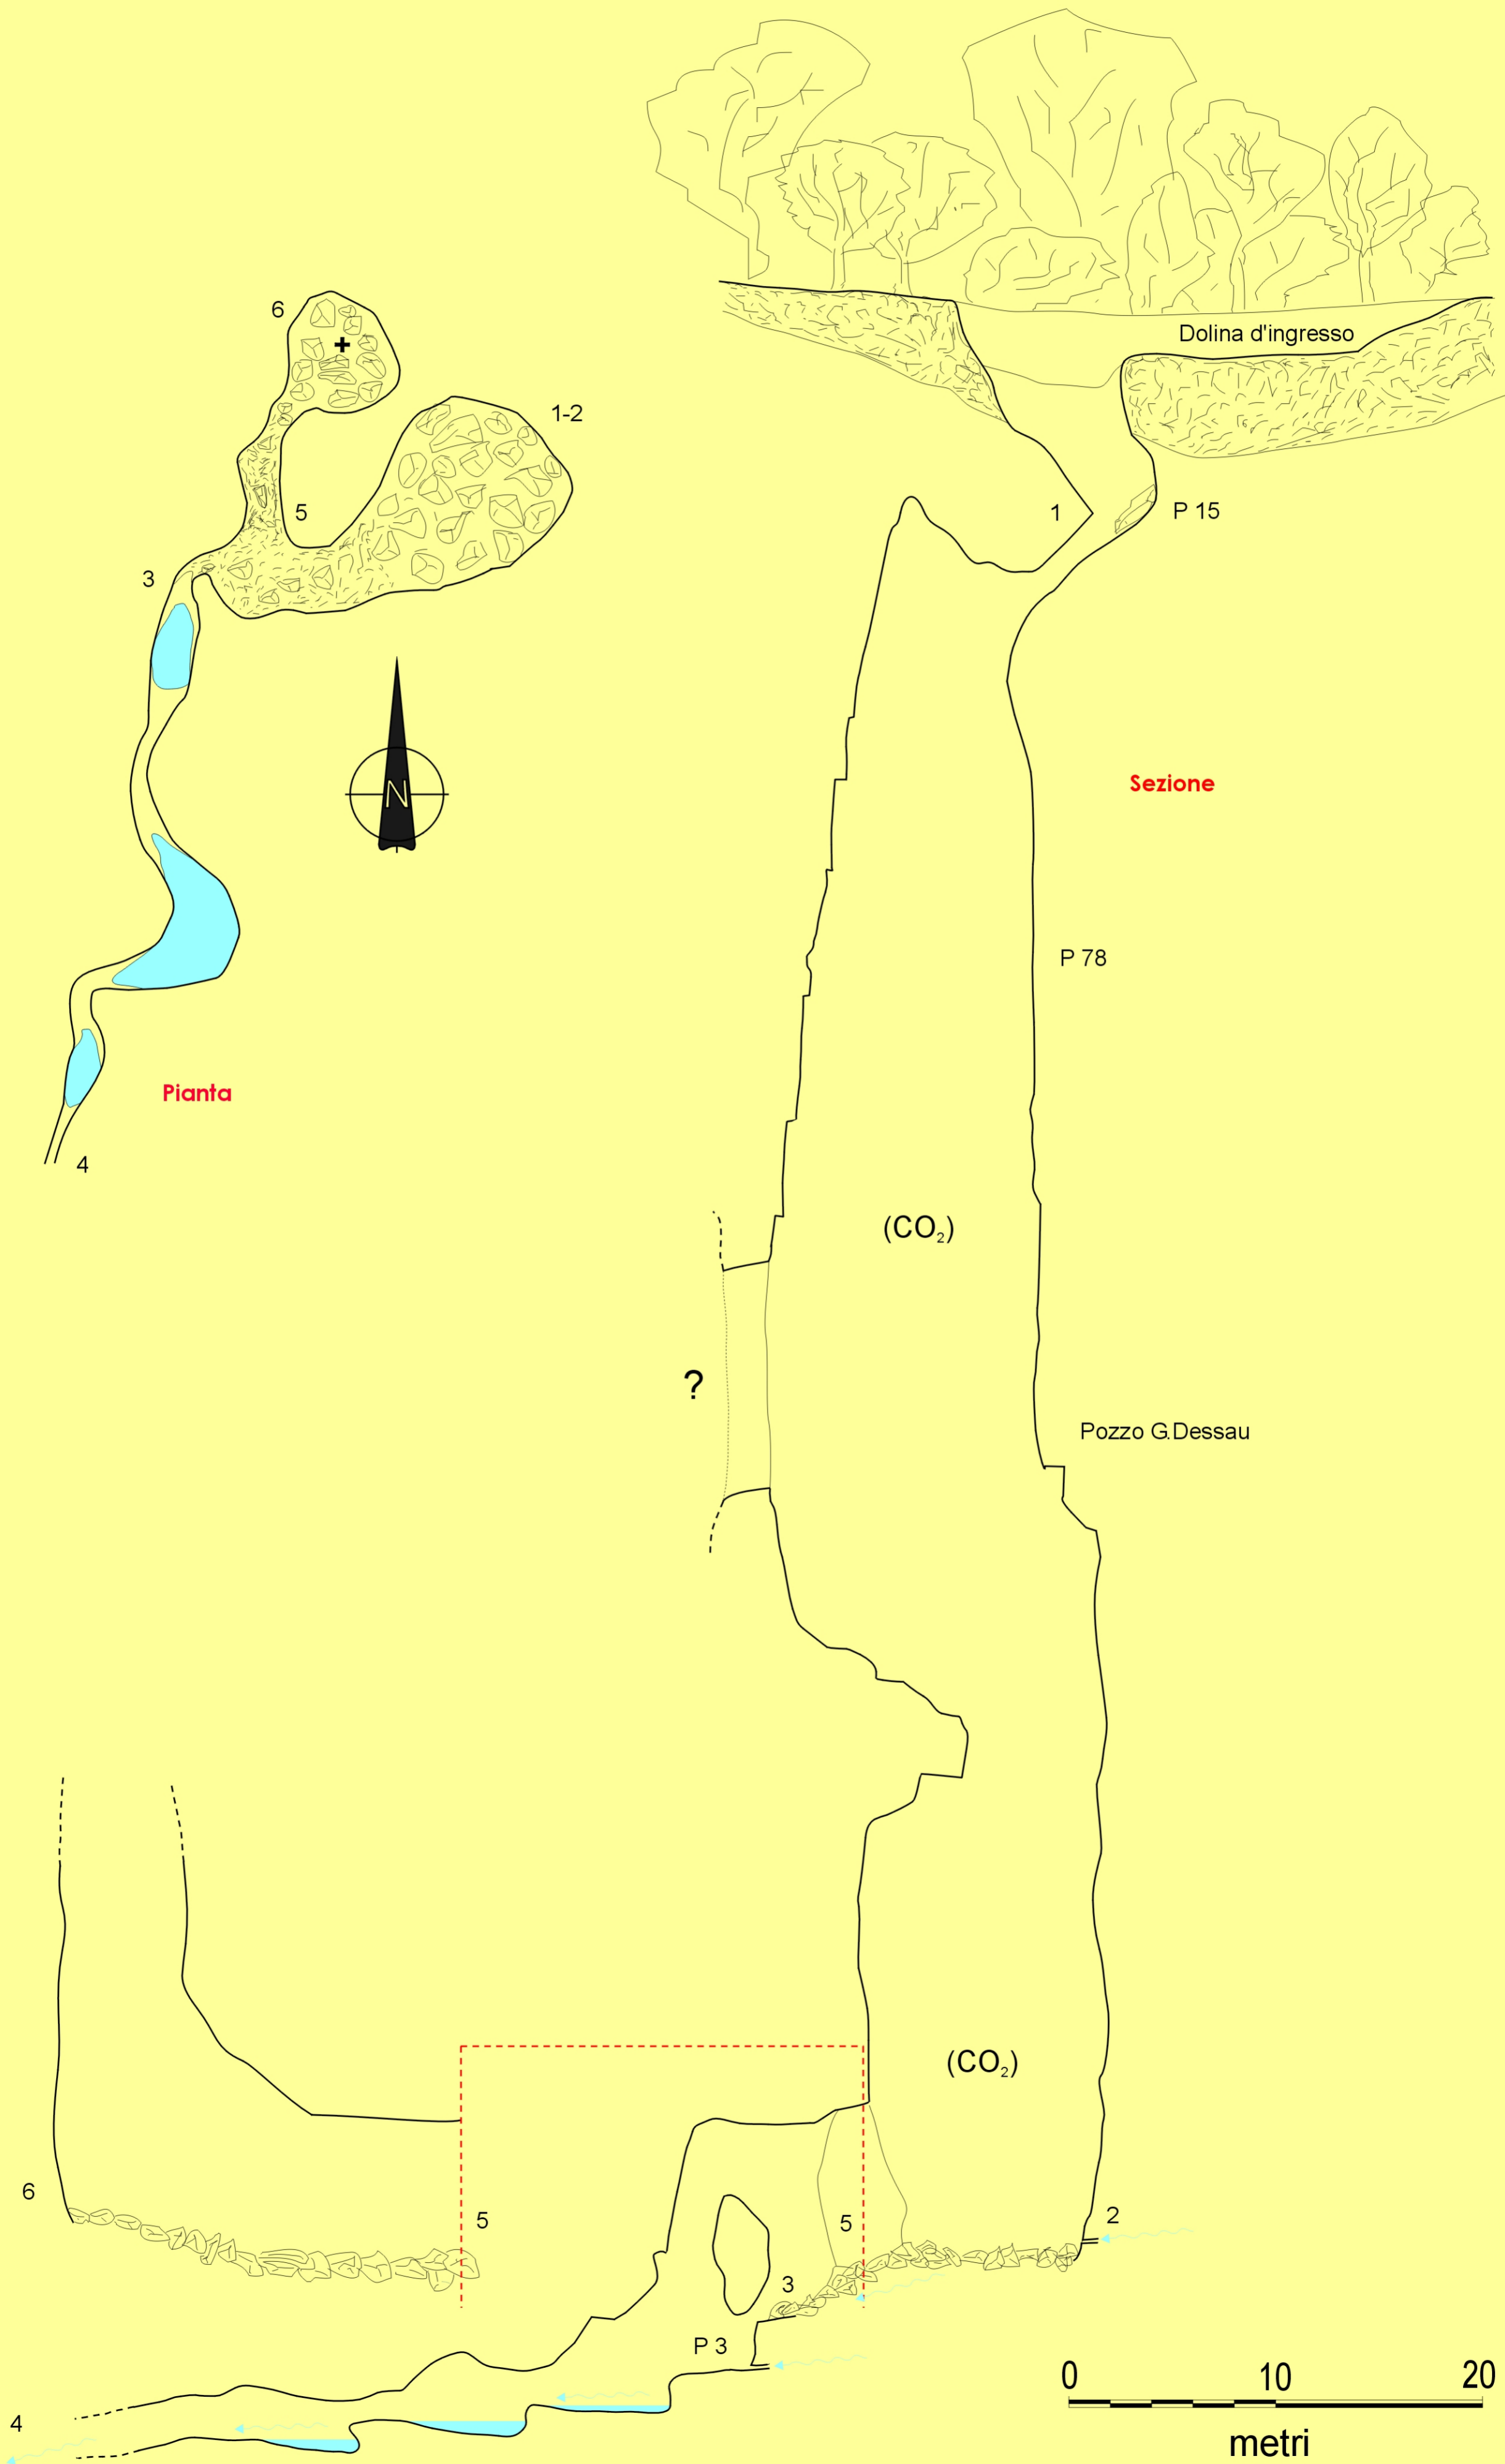 Dolina d'ingresso
6
1-2
1
P 15
5
3
N
Sezione
P 78
Pianta
4
(CO₂)
?
Pozzo G.Dessau
(CO₂)
6
5
5
2
3
P 3
4
0 10 20
metri